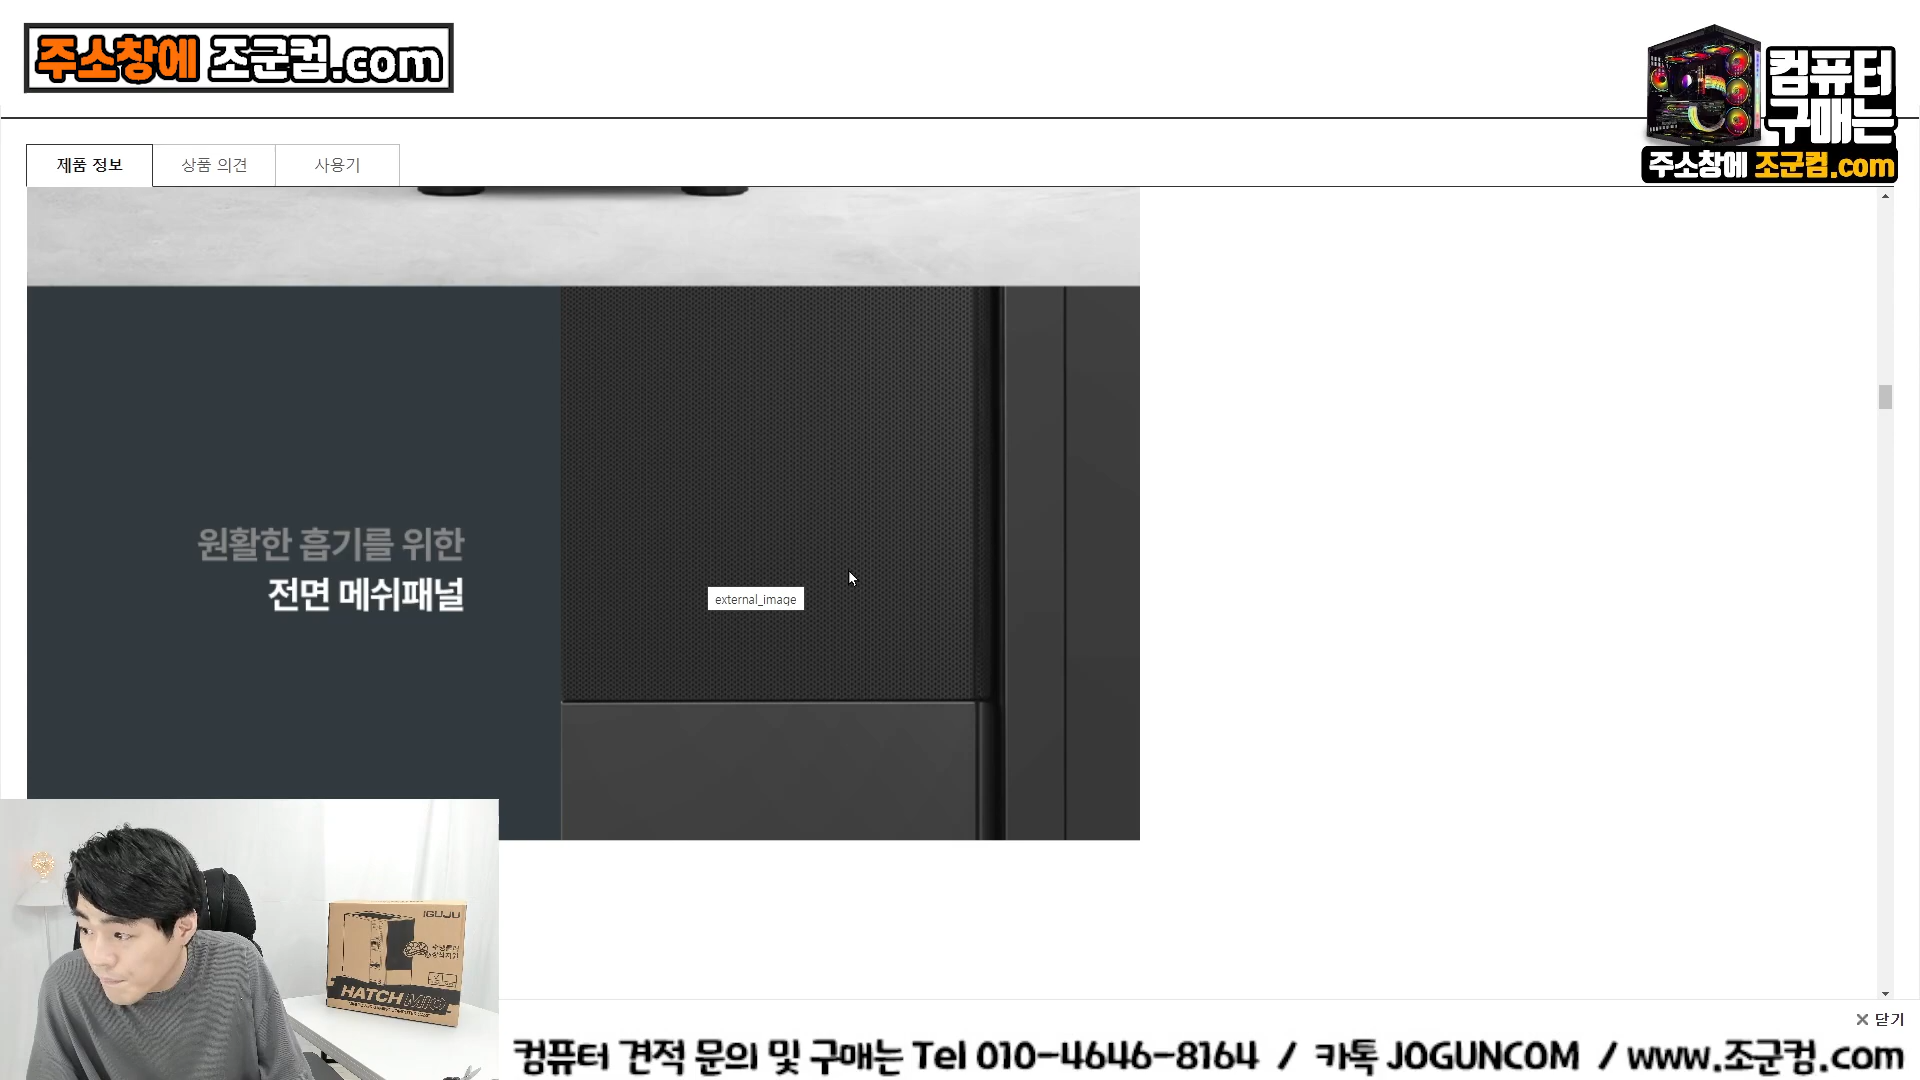 주소창에 조군컴.com
컴퓨터
구매는
주소창에 조군컴.com
제품 정보
상품 의견
사용기
원활한 흡기를 위한
전면 메쉬패널
external_image
IGUJU
HATCH
닫기
컴퓨터 견적 문의 및 구매는 Tel 010-4646-8164 / 카톡 JOGUNCOM / www.조군컴.com